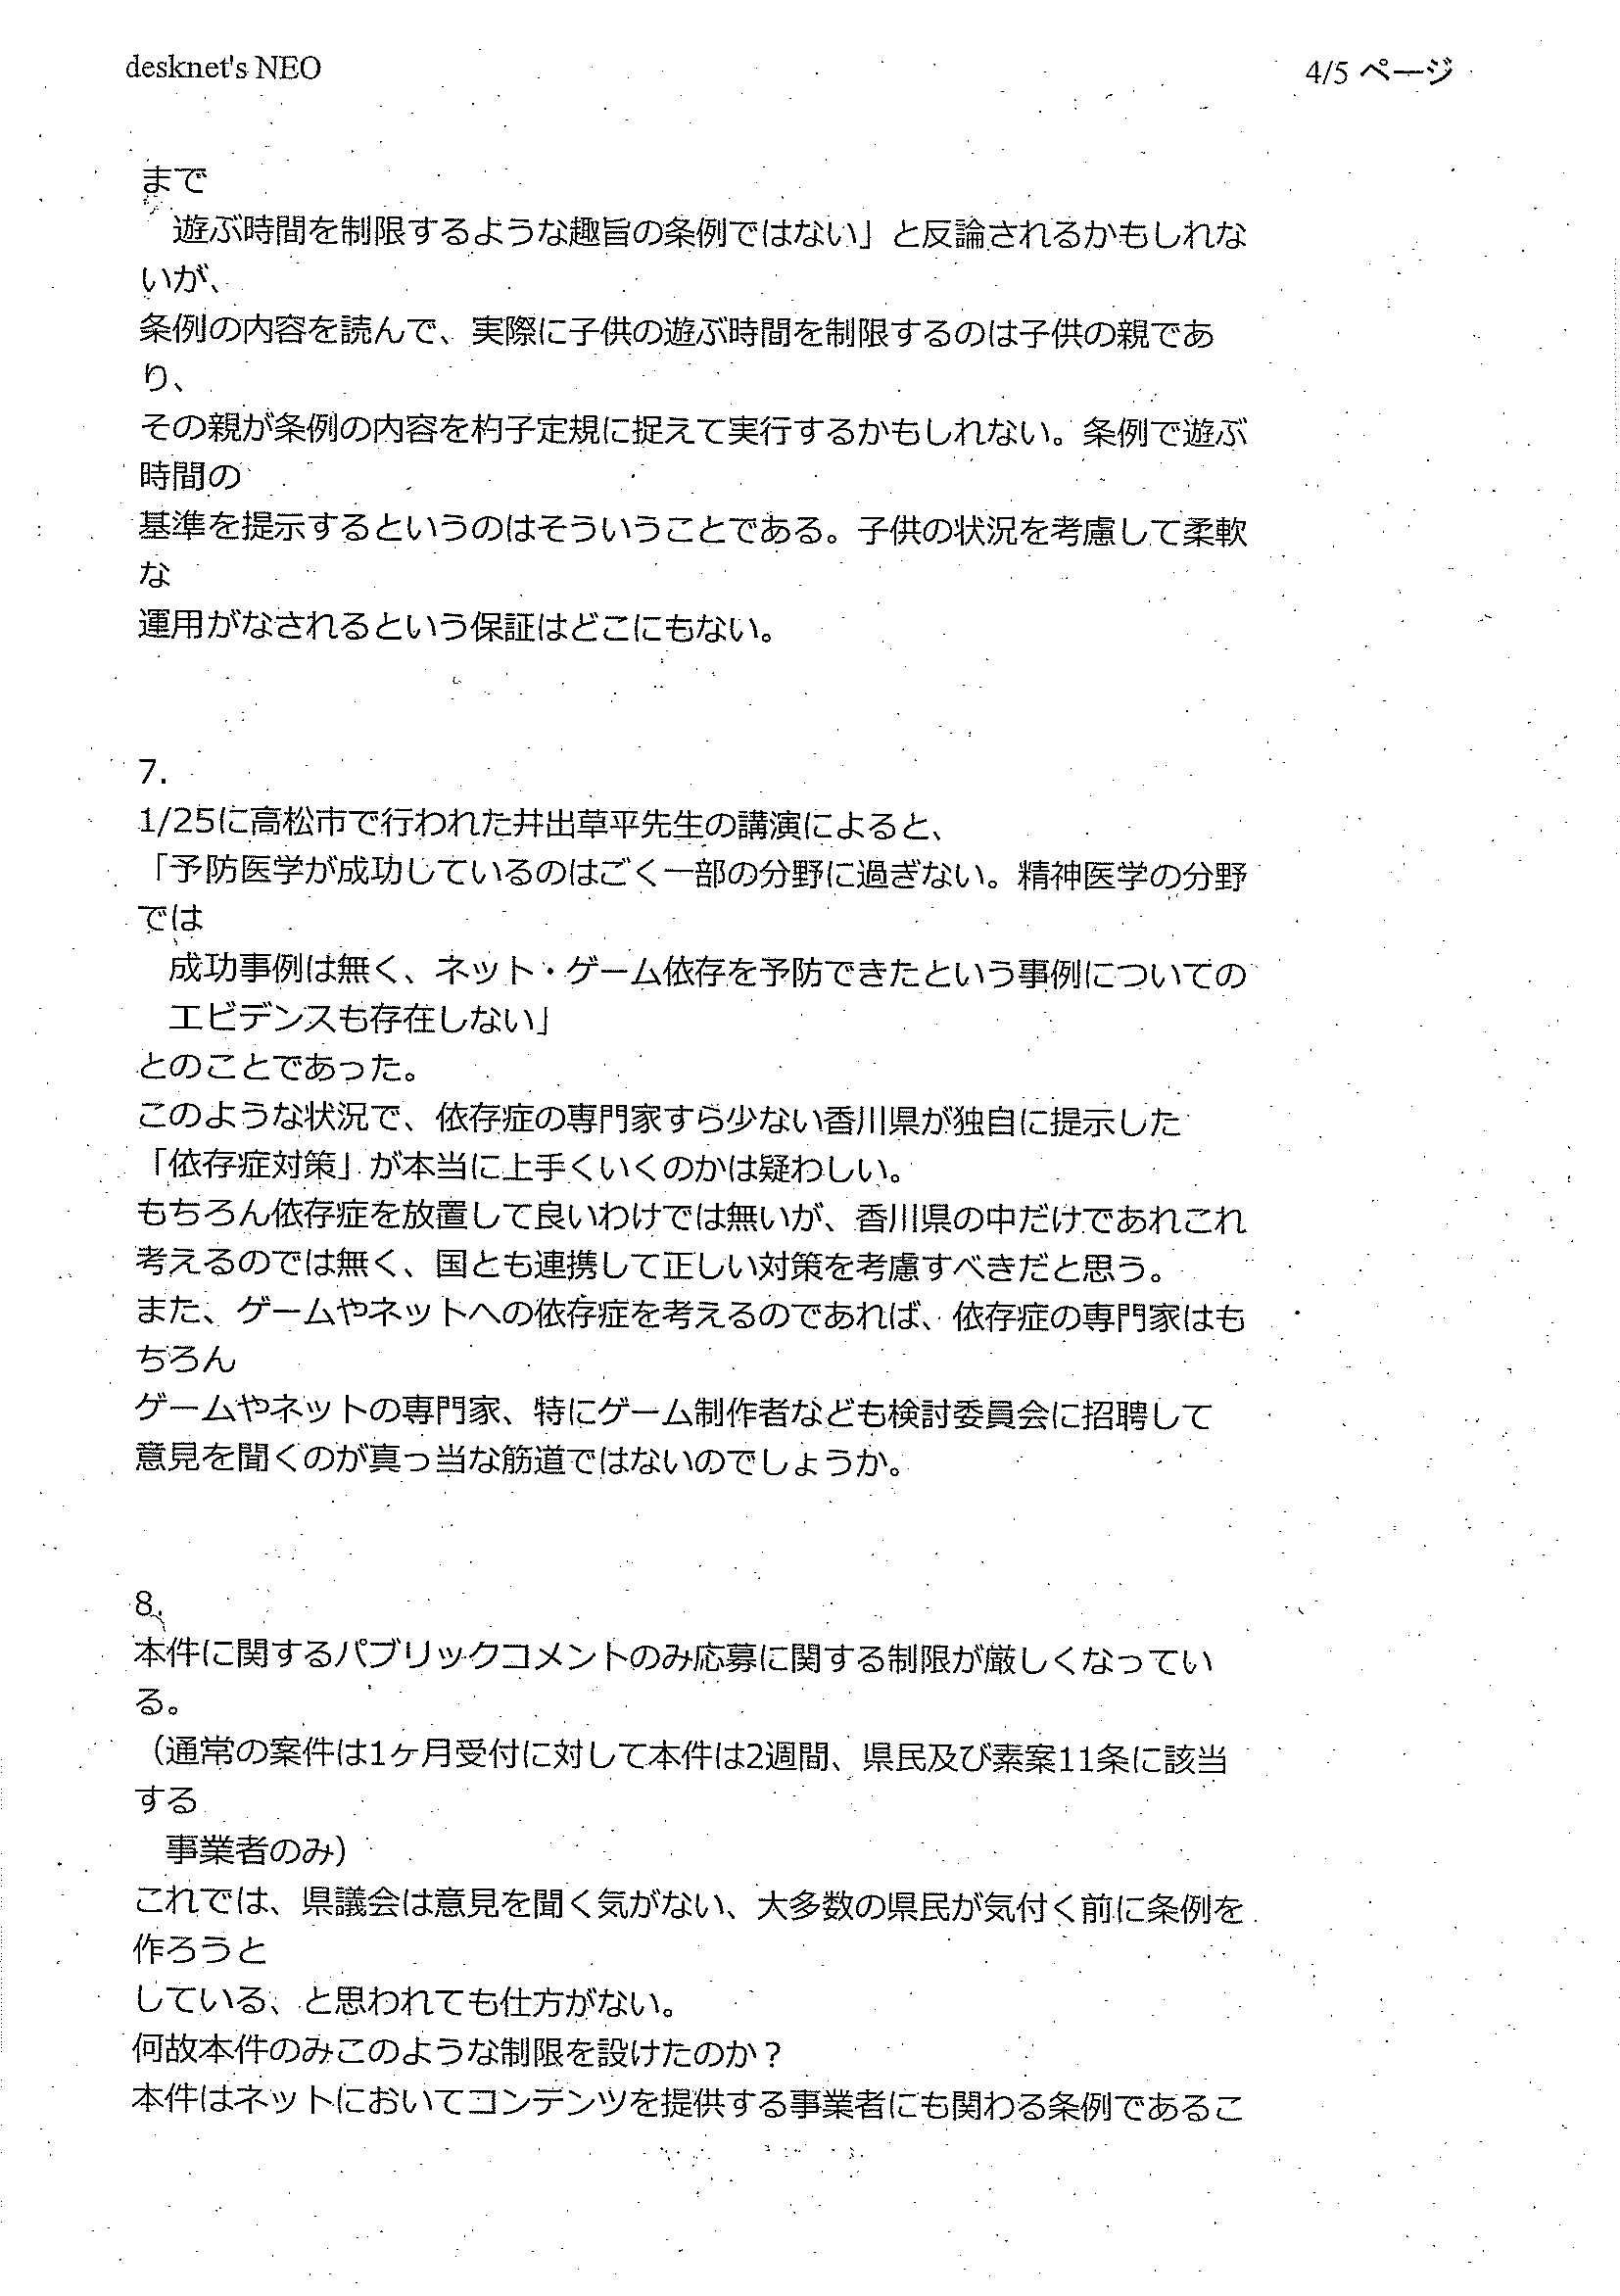 desknet's NEO
4/5 ページ
まで
遊ぶ時間を制限するような趣旨の条例ではない」と反論されるかもしれな
いが、
条例の内容を読んで、実際に子供の遊ぶ時間を制限するのは子供の親であ
り、
その親が条例の内容を杓子定規に捉えて実行するかもしれない。条例で遊ぶ
時間の
基準を提示するというのはそういうことである。子供の状況を考慮して柔軟
な
運用がなされるという保証はどこにもない。
7.
1/25に高松市で行われた井出草平先生の講演によると、
「予防医学が成功しているのはごく一部の分野に過ぎない。精神医学の分野
では
成功事例は無く、ネット・ゲーム依存を予防できたという事例についての
エビデンスも存在しない」
とのことであった。
このような状況で、依存症の専門家すら少ない香川県が独自に提示した
「依存症対策」が本当に上手くいくのかは疑わしい。
もちろん依存症を放置して良いわけでは無いが、香川県の中だけであれこれ
考えるのでは無く、国とも連携して正しい対策を考慮すべきだと思う。
また、ゲームやネットへの依存症を考えるのであれば、依存症の専門家はも
ちろん
ゲームやネットの専門家、特にゲーム制作者なども検討委員会に招聘して
意見を聞くのが真っ当な筋道ではないのでしょうか。
8.
本件に関するパブリックコメントのみ応募に関する制限が厳しくなってい
る。
（通常の案件は1ヶ月受付に対して本件は2週間、県民及び素案11条に該当
する
事業者のみ）
これでは、県議会は意見を聞く気がない、大多数の県民が気付く前に条例を
作ろうと
している、と思われても仕方がない。
何故本件のみこのような制限を設けたのか？
本件はネットにおいてコンテンツを提供する事業者にも関わる条例であるこ